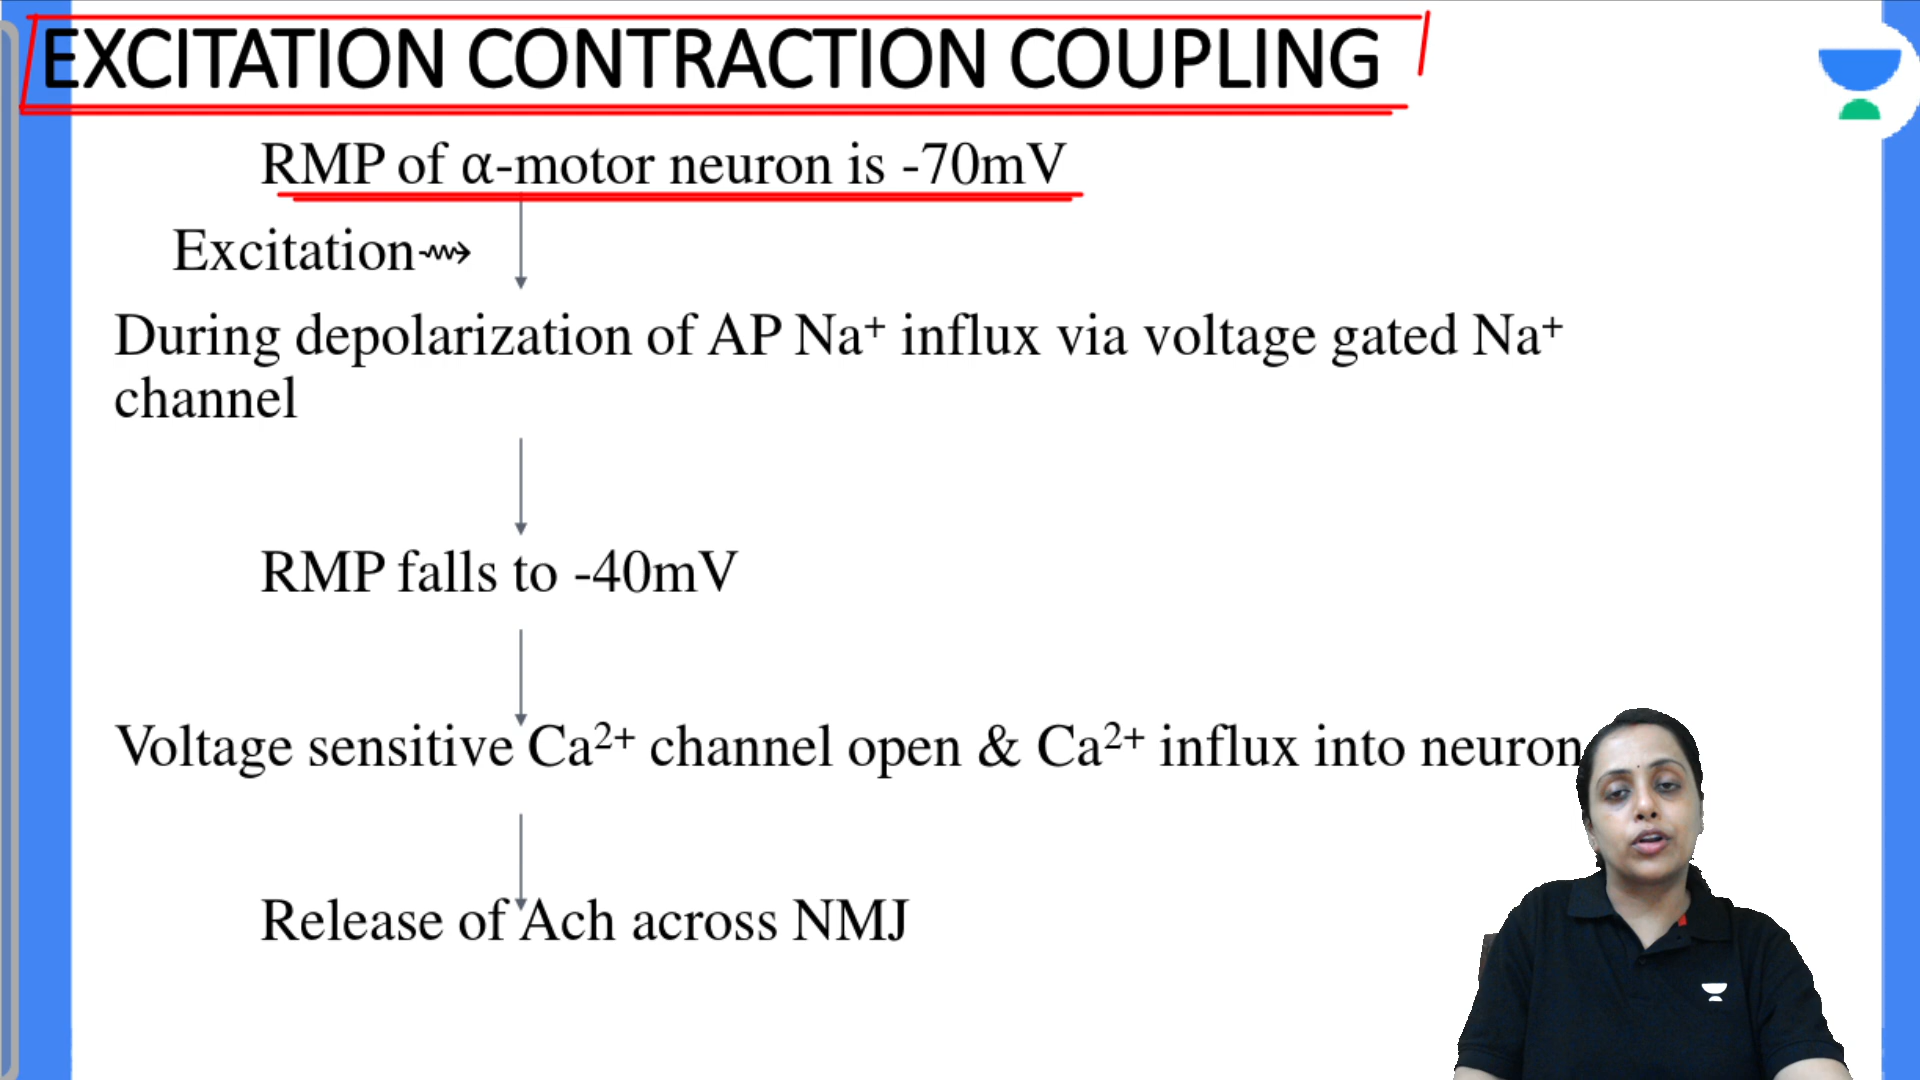 EXCITATION CONTRACTION COUPLING
RMP of α-motor neuron is -70mV
Excitation⇝
During depolarization of AP Na⁺ influx via voltage gated Na⁺
channel
RMP falls to -40mV
Voltage sensitive Ca²⁺ channel open & Ca²⁺ influx into neuron
Release of Ach across NMJ